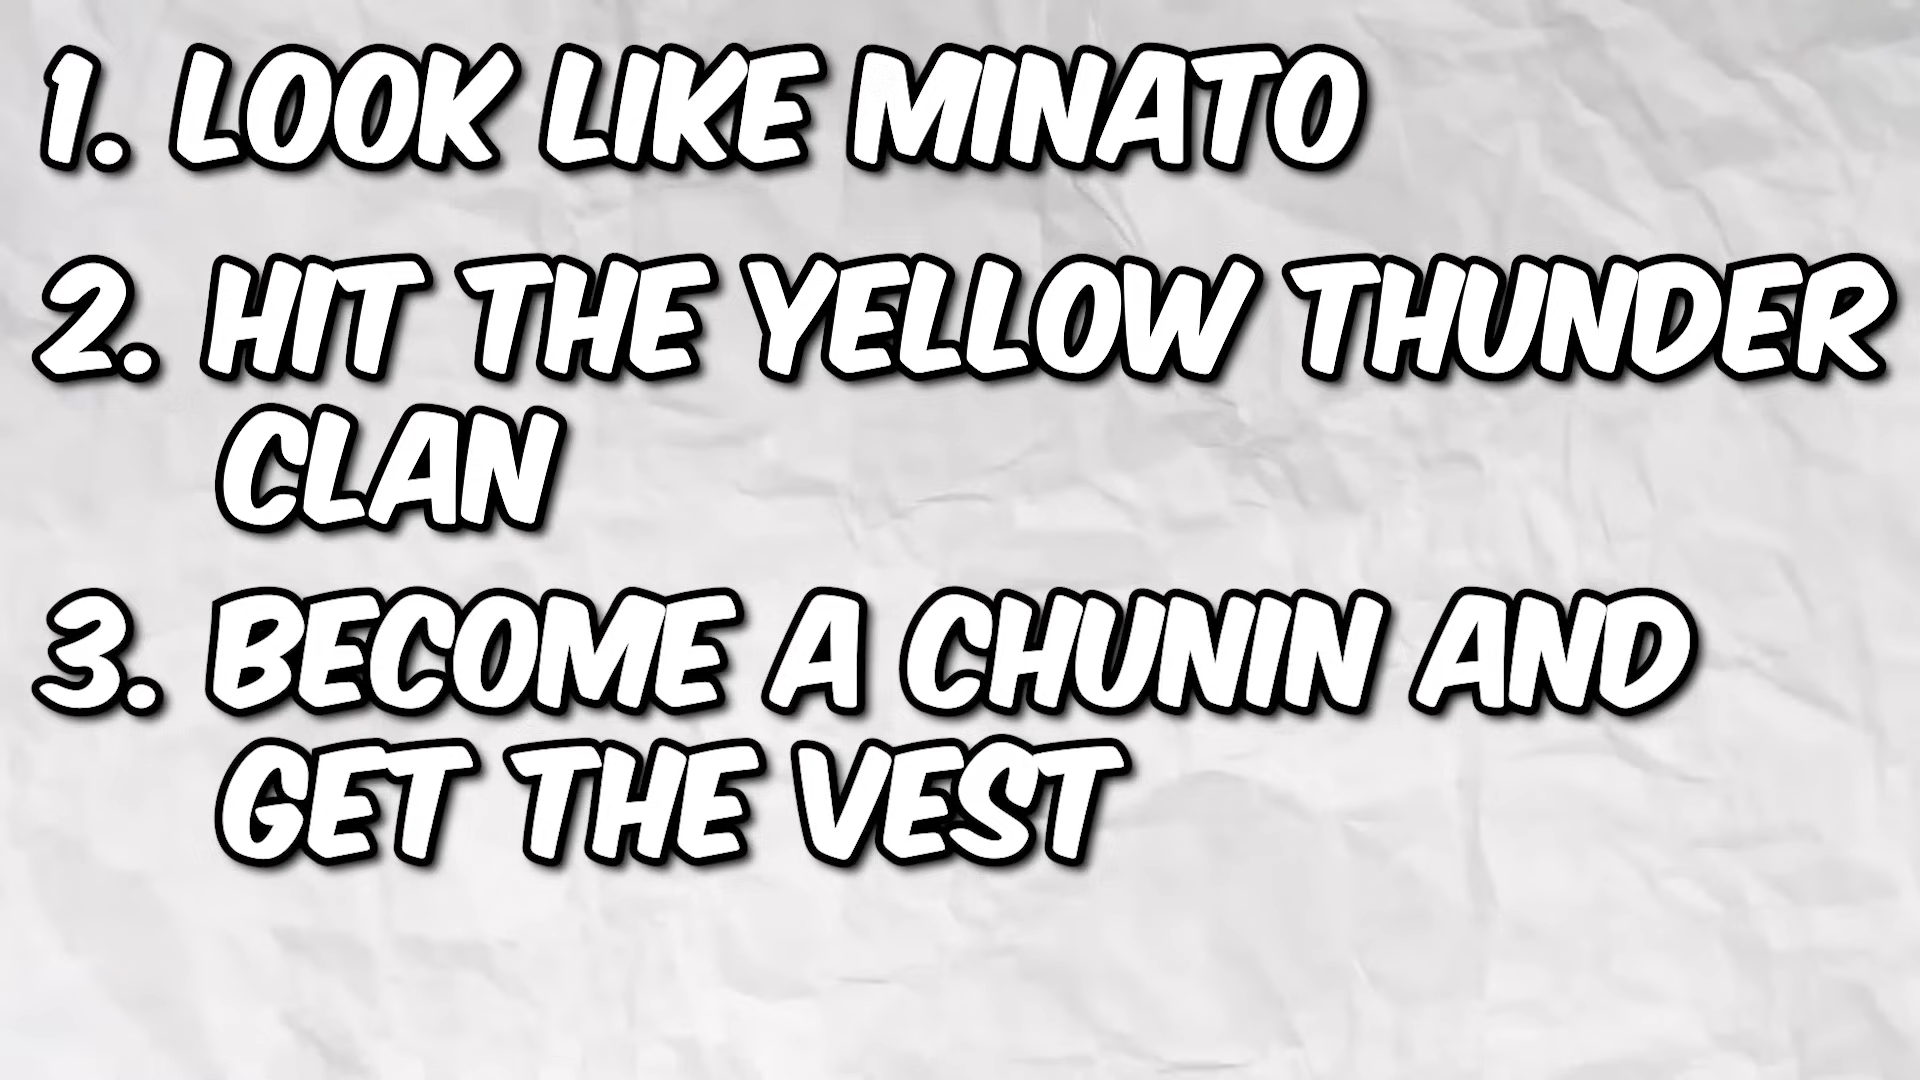 1. LOOK LIKE MINATO
2. HIT THE YELLOW THUNDER
CLAN
3. BECOME A CHUNIN AND
GET THE VEST